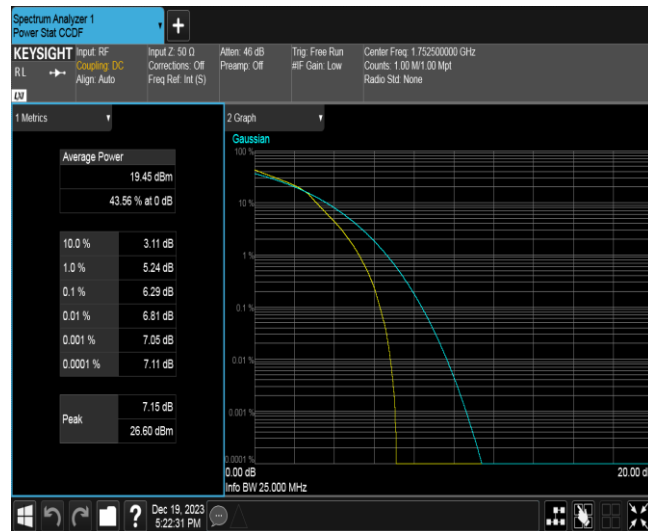 Spectrum Analyzer 1
Power Stat CCDF
KEYSIGHT
RL
LXI
Input: RF
Coupling: DC
Align: Auto
Input Z: 50 Ω
Corrections: Off
Freq Ref: Int (S)
Atten: 46 dB
Preamp: Off
Trig: Free Run
#IF Gain: Low
Center Freq: 1.752500000 GHz
Counts: 1.00 M/1.00 Mpt
Radio Std: None
1 Metrics
Average Power
19.45 dBm
43.56 % at 0 dB
10.0 % 3.11 dB
1.0 % 5.24 dB
0.1 % 6.29 dB
0.01 % 6.81 dB
0.001 % 7.05 dB
0.0001 % 7.11 dB
Peak
7.15 dB
26.60 dBm
2 Graph
Gaussian
100 %
10 %
1 %
0.1 %
0.01 %
0.001 %
0.0001 %
0.00 dB
20.00 d
Info BW 25.000 MHz
?
Dec 19, 2023
5:22:31 PM